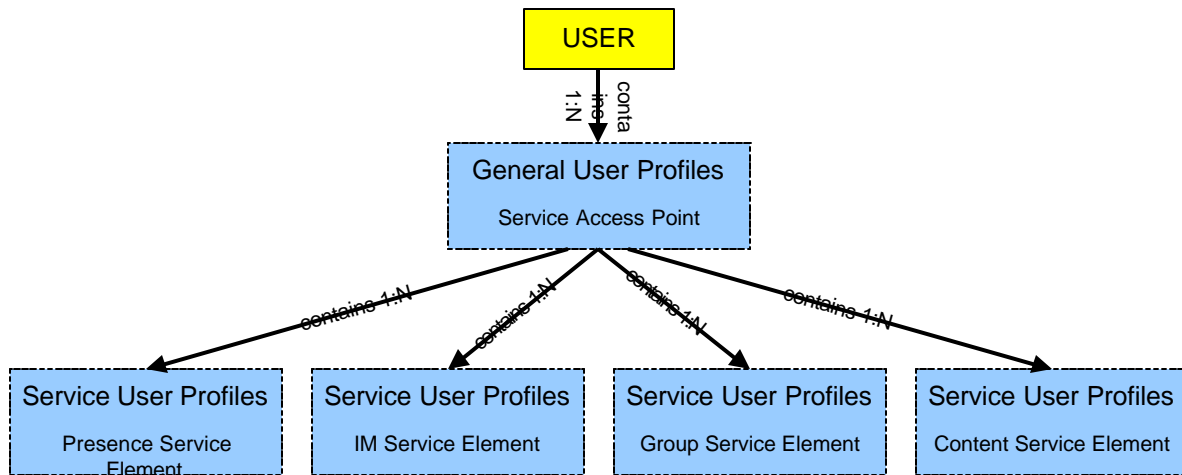 USER
conta
ins
1:N
General User Profiles
Service Access Point
contains 1:N
contains 1:N
contains 1:N
contains 1:N
Service User Profiles
Presence Service
Element
Service User Profiles
IM Service Element
Service User Profiles
Group Service Element
Service User Profiles
Content Service Element